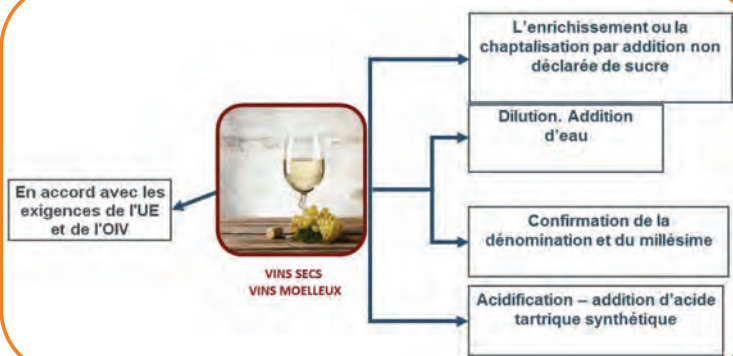 L'enrichissement ou la
chaptalisation par addition non
déclarée de sucre
Dilution. Addition
d'eau
En accord avec les
exigences de l'UE
et de l'OIV
Confirmation de la
dénomination et du millésime
VINS SECS
VINS MOELLEUX
Acidification – addition d'acide
tartrique synthétique